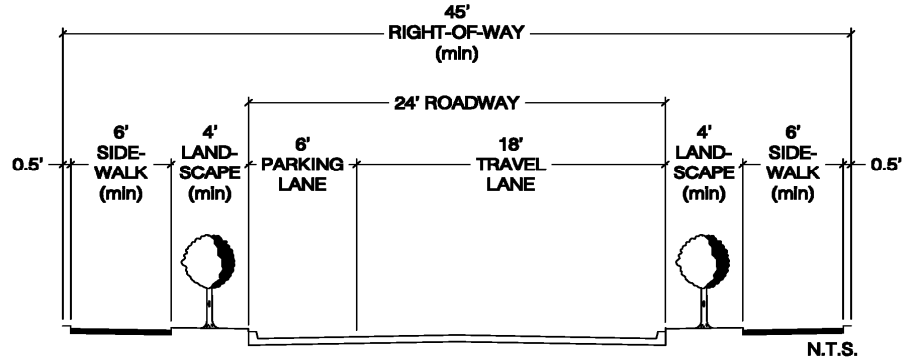 45'
RIGHT-OF-WAY
(min)
24' ROADWAY
0.5'
6'
SIDE-
WALK
(min)
4'
LAND-
SCAPE
(min)
6'
PARKING
LANE
18'
TRAVEL
LANE
4'
LAND-
SCAPE
(min)
6'
SIDE-
WALK
(min)
0.5'
N.T.S.